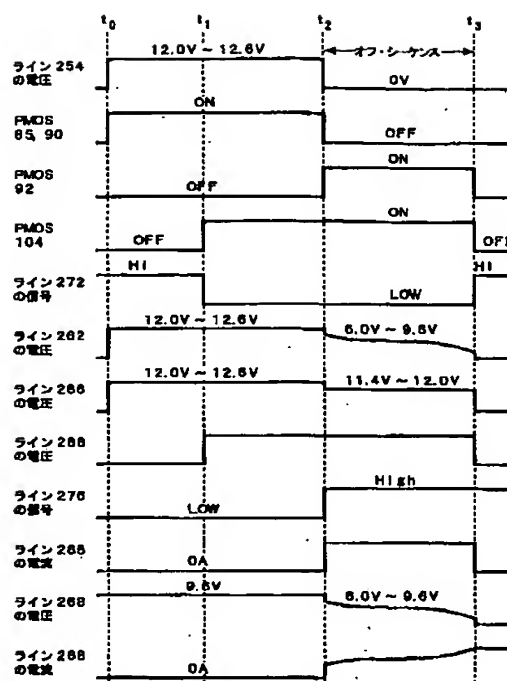 t₀ t₁ t₂ t₃
オフ・シーケンス
ライン 254
の電圧
12.0V ~ 12.6V
0V
PMOS
85, 90
ON
OFF
PMOS
92
OFF
ON
PMOS
104
OFF
ON
OFF
ライン 272
の信号
HI
LOW
HI
ライン 262
の電圧
12.0V ~ 12.6V
6.0V ~ 9.6V
ライン 266
の電圧
12.0V ~ 12.6V
11.4V ~ 12.0V
ライン 288
の電圧
ライン 276
の信号
LOW
High
ライン
の電流
0A
ライン 268
の電圧
9.6V
6.0V ~ 9.6V
ライン 268
の電流
0A